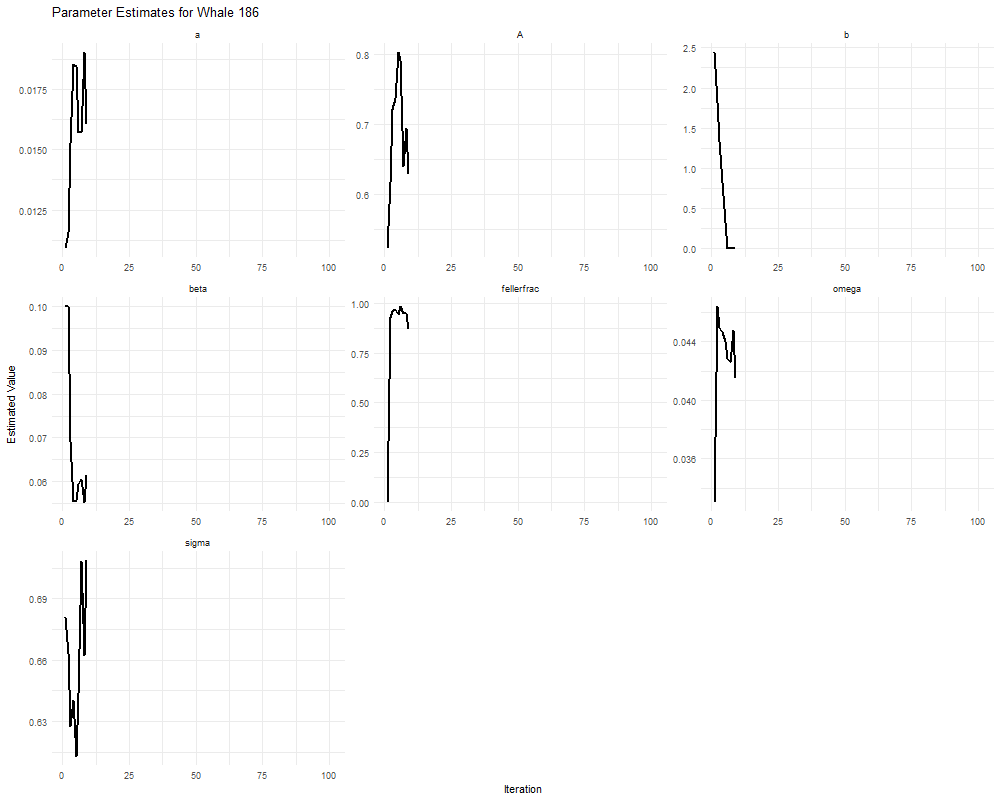 Parameter Estimates for Whale 186
a
A
b
0.0175
0.0150
0.0125
0.8
0.7
0.6
2.5
2.0
1.5
1.0
0.5
0.0
0 25 50 75 100
0 25 50 75 100
0 25 50 75 100
beta
fellerfrac
omega
0.10
0.09
0.08
0.07
0.06
1.00
0.75
0.50
0.25
0.00
0.044
0.040
0.036
0 25 50 75 100
0 25 50 75 100
0 25 50 75 100
sigma
0.69
0.66
0.63
0 25 50 75 100
Estimated Value
Iteration